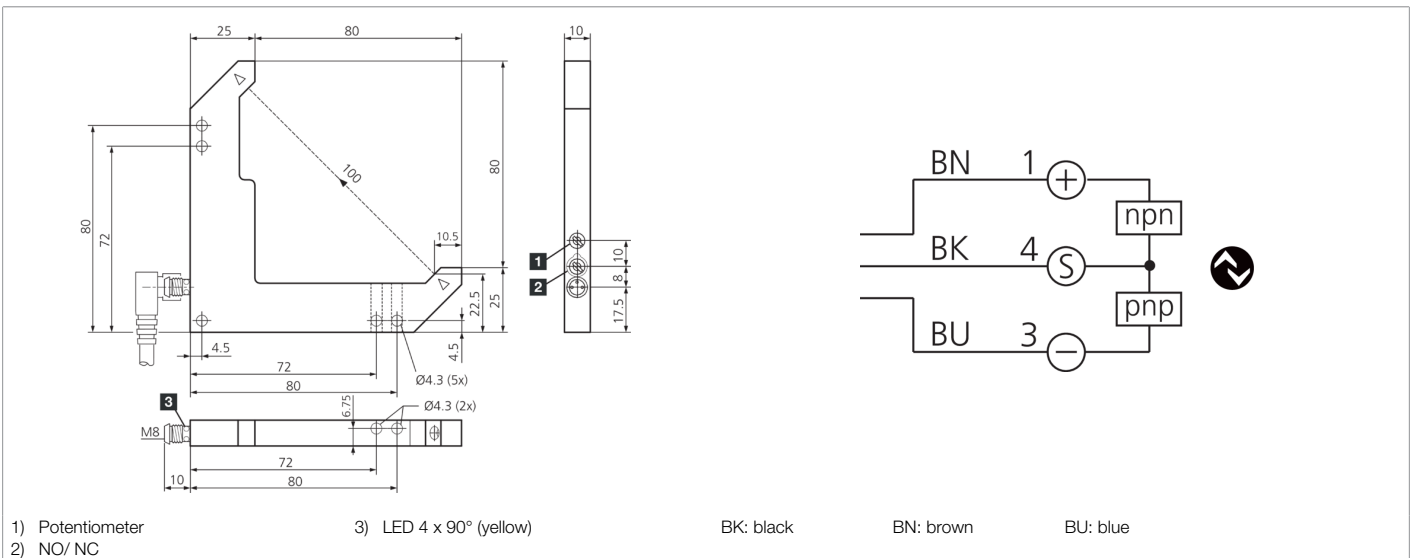 25 80 10
80 72
100
80
10.5
22.5 25
4.5
4.5
72
80
Ø4.3 (5x)
1
2
10
8
17.5
3
M8
6.75
Ø4.3 (2x)
72
10 80
BN 1 +
npn
BK 4 S
pnp
BU 3 −
1) Potentiometer 3) LED 4 x 90° (yellow) BK: black BN: brown BU: blue
2) NO/ NC